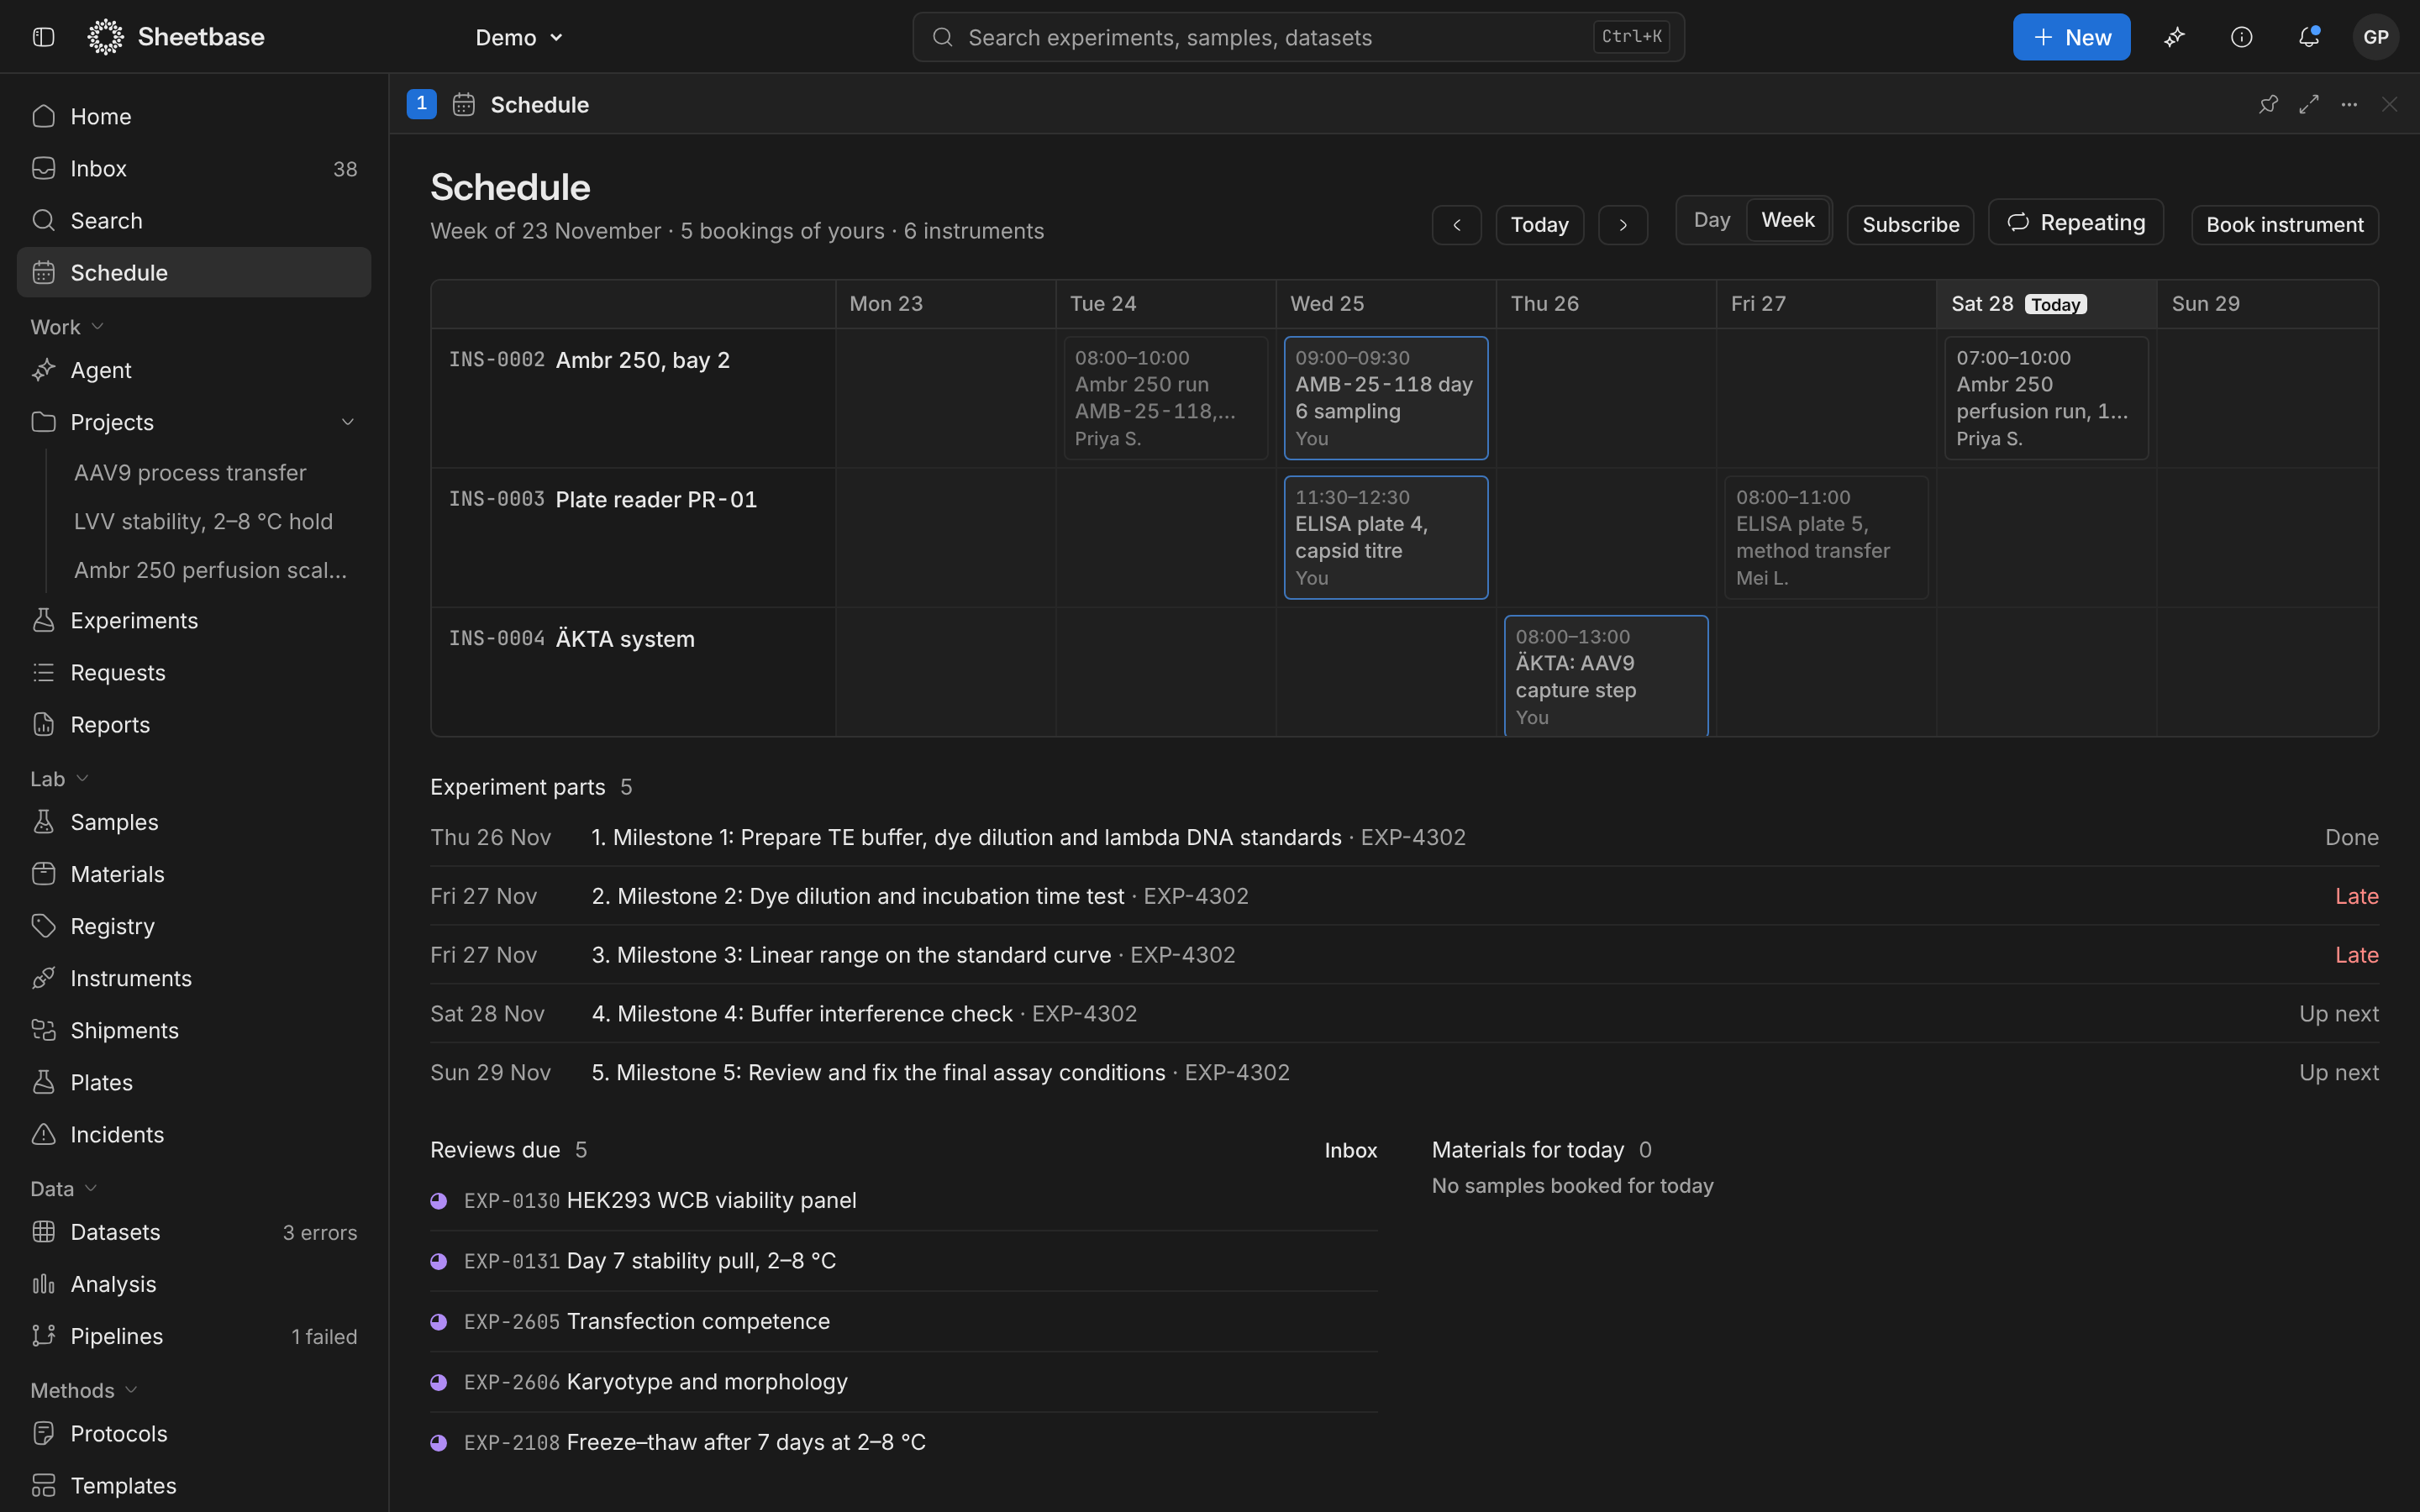 Sheetbase
Demo
Search experiments, samples, datasets
Ctrl+K
New
GP
Home
Inbox 38
Search
Schedule
Work
Agent
Projects
AAV9 process transfer
LVV stability, 2–8 °C hold
Ambr 250 perfusion scal...
Experiments
Requests
Reports
Lab
Samples
Materials
Registry
Instruments
Shipments
Plates
Incidents
Data
Datasets 3 errors
Analysis
Pipelines 1 failed
Methods
Protocols
Templates
1 Schedule
Schedule
Week of 23 November · 5 bookings of yours · 6 instruments
Today
Day Week
Subscribe
Repeating
Book instrument
Mon 23 Tue 24 Wed 25 Thu 26 Fri 27 Sat 28 Today Sun 29
INS-0002 Ambr 250, bay 2
08:00–10:00
Ambr 250 run
AMB-25-118,...
Priya S.
09:00–09:30
AMB-25-118 day
6 sampling
You
07:00–10:00
Ambr 250
perfusion run, 1...
Priya S.
INS-0003 Plate reader PR-01
11:30–12:30
ELISA plate 4,
capsid titre
You
08:00–11:00
ELISA plate 5,
method transfer
Mei L.
INS-0004 ÄKTA system
08:00–13:00
ÄKTA: AAV9
capture step
You
Experiment parts 5
Thu 26 Nov 1. Milestone 1: Prepare TE buffer, dye dilution and lambda DNA standards · EXP-4302 Done
Fri 27 Nov 2. Milestone 2: Dye dilution and incubation time test · EXP-4302 Late
Fri 27 Nov 3. Milestone 3: Linear range on the standard curve · EXP-4302 Late
Sat 28 Nov 4. Milestone 4: Buffer interference check · EXP-4302 Up next
Sun 29 Nov 5. Milestone 5: Review and fix the final assay conditions · EXP-4302 Up next
Reviews due 5 Inbox
EXP-0130 HEK293 WCB viability panel
EXP-0131 Day 7 stability pull, 2–8 °C
EXP-2605 Transfection competence
EXP-2606 Karyotype and morphology
EXP-2108 Freeze–thaw after 7 days at 2–8 °C
Materials for today 0
No samples booked for today